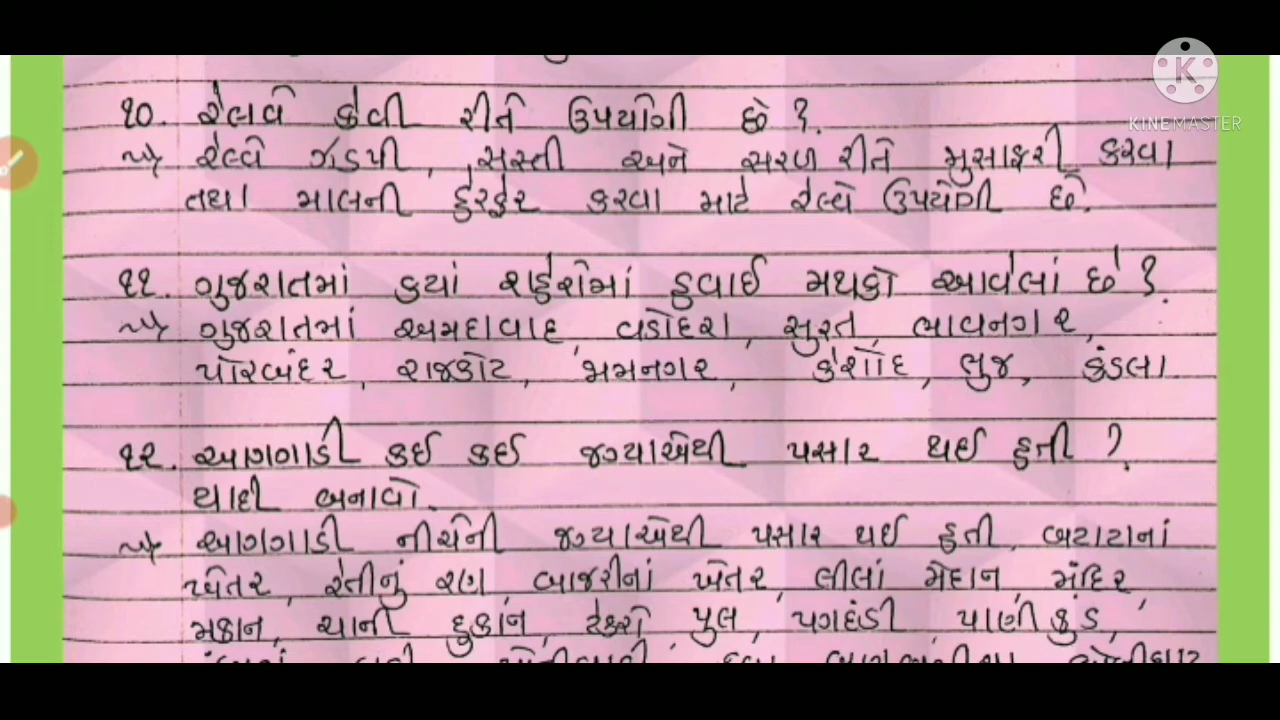 KINEMASTER
૧૦. રેલવે કેવી રીતે ઉપયોગી છે ?
રેલ્વે ઝડપી, સસ્તી અને સરળ રીતે મુસાફરી કરવા
તથા માલની હેરફેર કરવા માટે રેલ્વે ઉપયોગી છે.
૧૧. ગુજરાતમાં કયાં શહેરોમાં હવાઈ મથકો આવેલાં છે ?
ગુજરાતમાં અમદાવાદ, વડોદરા, સુરત, ભાવનગર,
પોરબંદર, રાજકોટ, જામનગર, કેશોદ, ભુજ, કંડલા.
૧૨. આગગાડી કઈ કઈ જગ્યાએથી પસાર થઈ હતી ?
યાદી બનાવો.
આગગાડી નીચેની જગ્યાએથી પસાર થઈ હતી, બટાટાનાં
ખેતર, રેતીનું રણ, બાજરીનાં ખેતર, લીલાં મેદાન, મંદિર,
મકાન, ચાની દુકાન, ટેકરો, પુલ, પગદંડી, પાણીકુંડ,